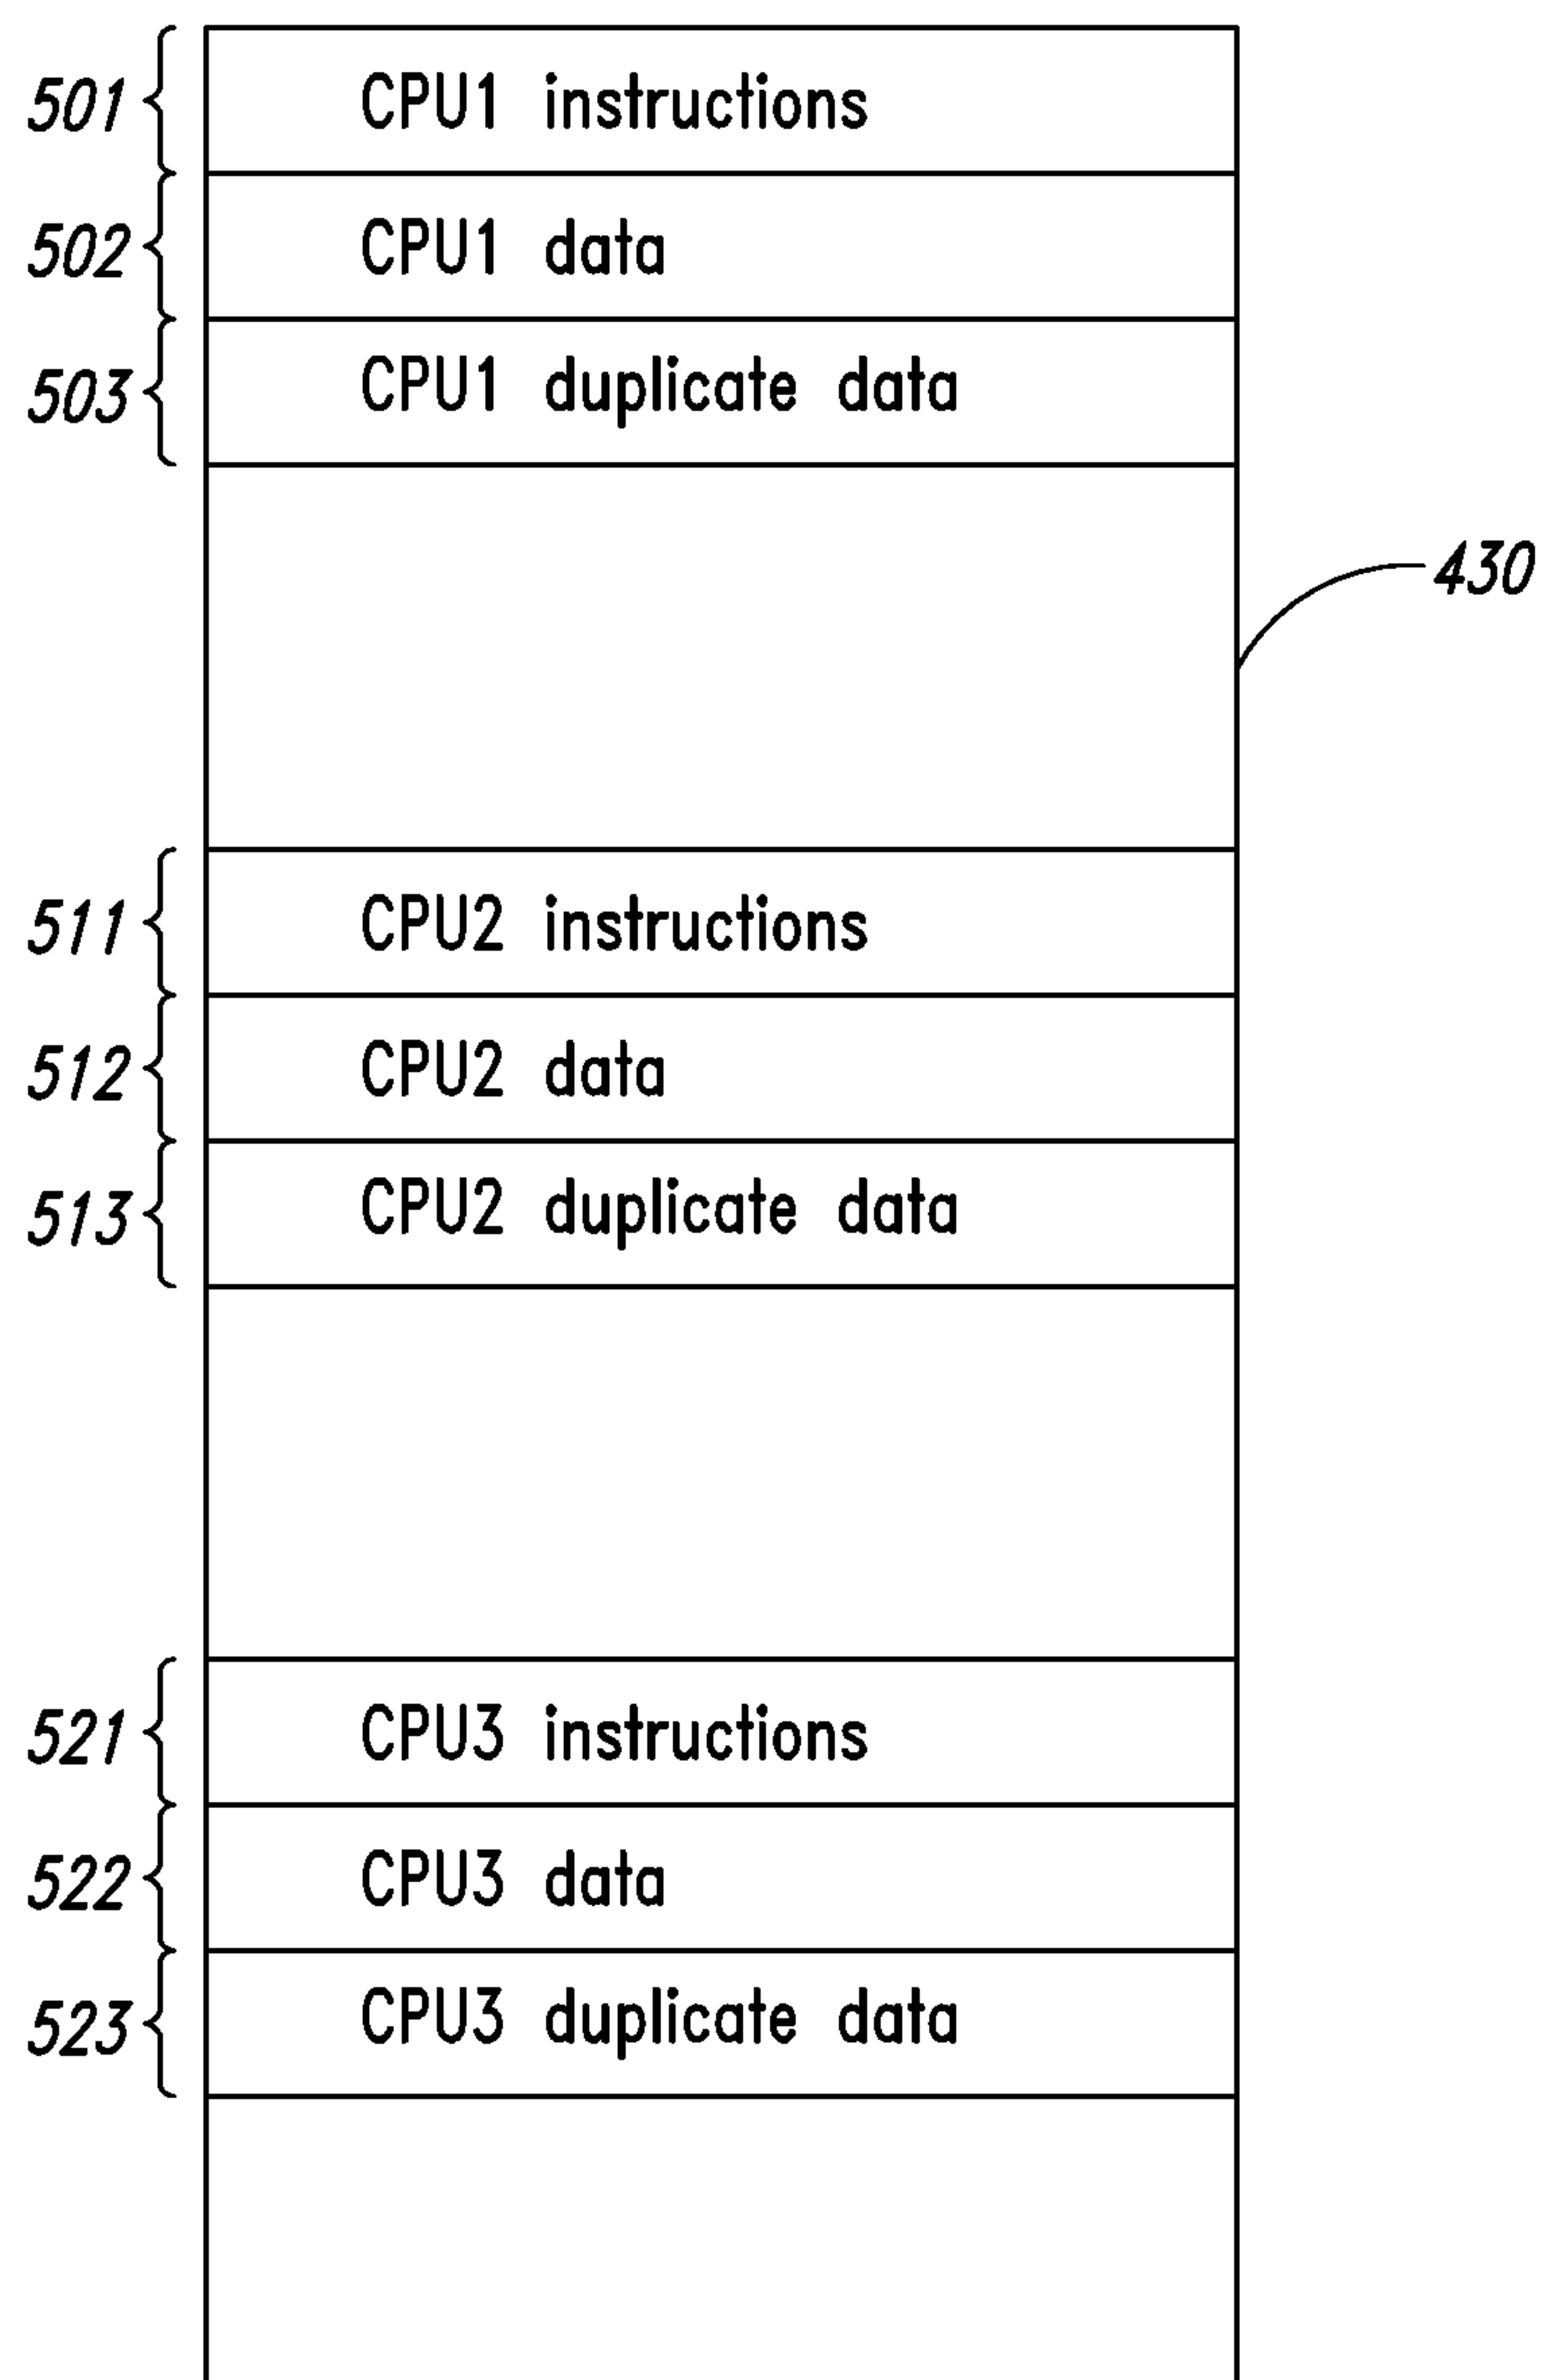 501 CPU1 instructions
502 CPU1 data
503 CPU1 duplicate data
430
511 CPU2 instructions
512 CPU2 data
513 CPU2 duplicate data
521 CPU3 instructions
522 CPU3 data
523 CPU3 duplicate data